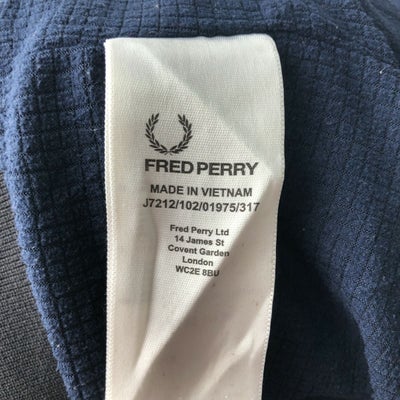 FRED PERRY
MADE IN VIETNAM
J7212/102/01975/317
Fred Perry Ltd
14 James St
Covent Garden
London
WC2E 8BU